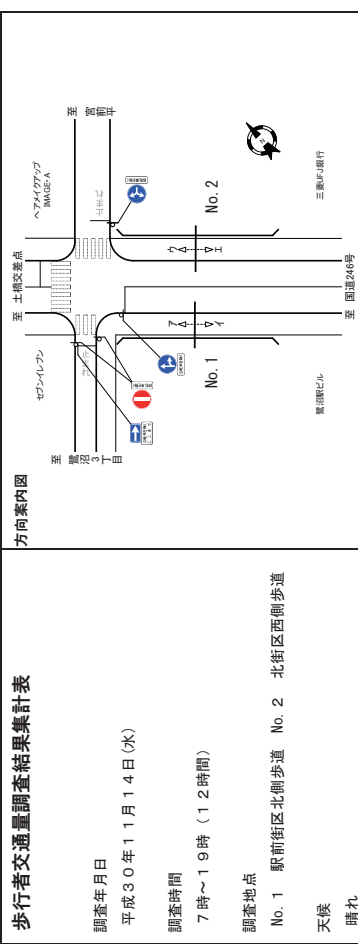 歩行者交通量調査結果集計表
調査年月日
平成３０年１１月１４日(水)
調査時間
７時～１９時（１２時間）
調査地点
No. 1　駅前街区北側歩道　No. 2　北街区西側歩道
天候
晴れ
方向案内図
至 土橋交差点
セブンイレブン
ヘアメイクアップ
IMAGE・A
至 鷺沼3丁目
至 宮前平
No. 1
No. 2
ア
イ
ウ
エ
N
鷺沼駅ビル
三菱UFJ銀行
至 国道246号